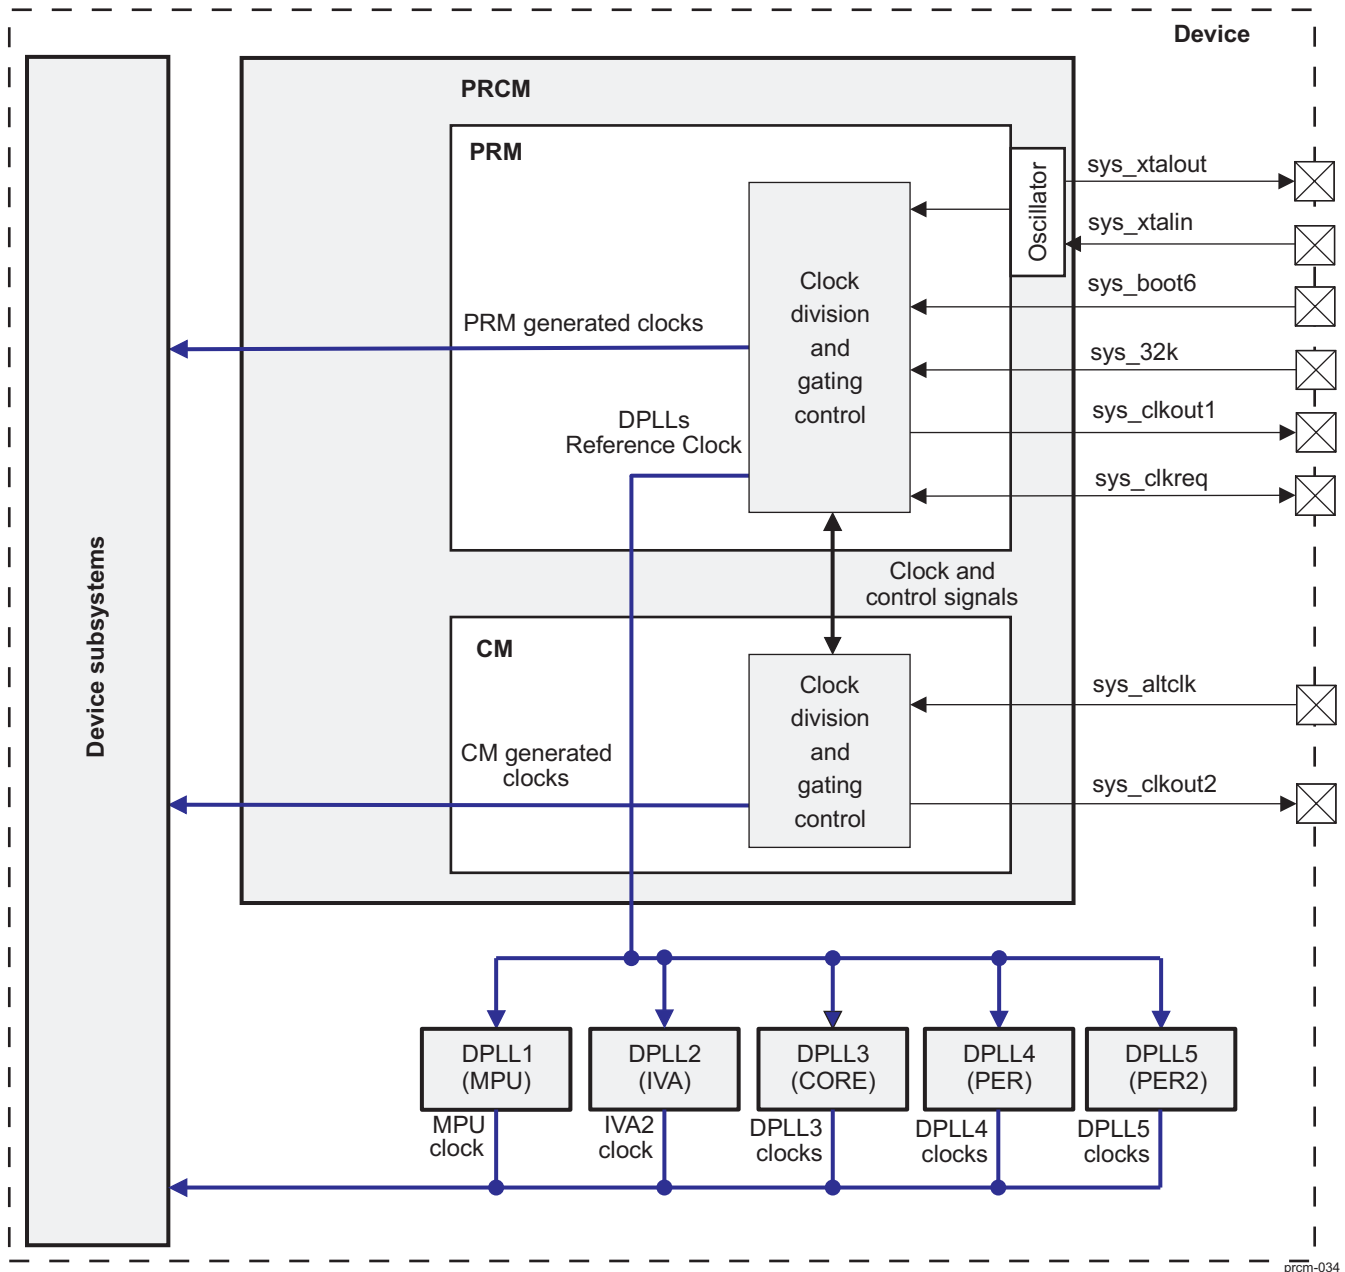 Device
PRCM
PRM
Oscillator
sys_xtalout
sys_xtalin
sys_boot6
sys_32k
sys_clkout1
sys_clkreq
Clock
division
and
gating
control
PRM generated clocks
DPLLs
Reference Clock
Clock and
control signals
Device subsystems
CM
Clock
division
and
gating
control
CM generated
clocks
sys_altclk
sys_clkout2
DPLL1
(MPU)
DPLL2
(IVA)
DPLL3
(CORE)
DPLL4
(PER)
DPLL5
(PER2)
MPU
clock
IVA2
clock
DPLL3
clocks
DPLL4
clocks
DPLL5
clocks
prcm-034